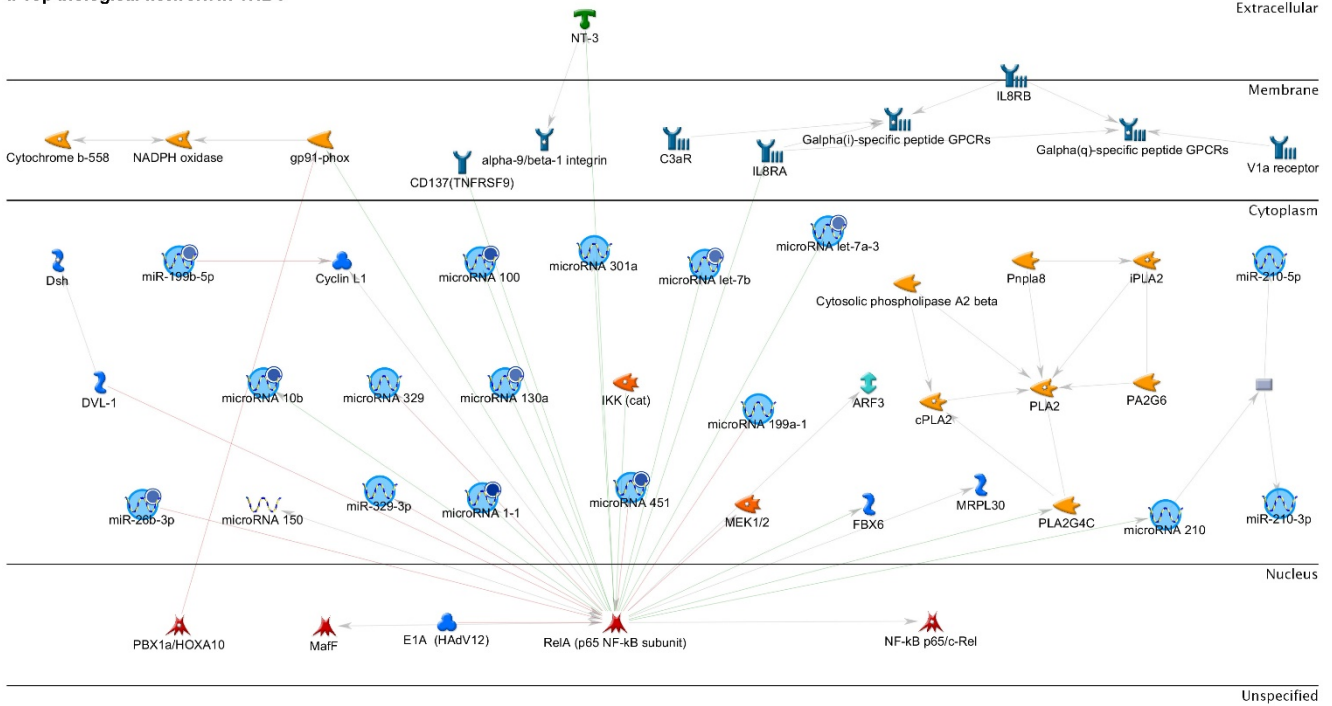 Extracellular
NT-3
Membrane
IL8RB
Cytochrome b-558
NADPH oxidase
gp91-phox
alpha-9/beta-1 integrin
CD137(TNFRSF9)
C3aR
IL8RA
Galpha(i)-specific peptide GPCRs
Galpha(q)-specific peptide GPCRs
V1a receptor
Cytoplasm
Dsh
miR-199b-5p
Cyclin L1
microRNA 100
microRNA 301a
microRNA let-7b
microRNA let-7a-3
Cytosolic phospholipase A2 beta
Pnpla8
iPLA2
miR-210-5p
DVL-1
microRNA 10b
microRNA 329
microRNA 130a
IKK (cat)
microRNA 199a-1
ARF3
cPLA2
PLA2
PA2G6
miR-26b-3p
microRNA 150
miR-329-3p
microRNA 1-1
microRNA 451
MEK1/2
FBX6
MRPL30
PLA2G4C
microRNA 210
miR-210-3p
Nucleus
PBX1a/HOXA10
MafF
E1A (HAdV12)
RelA (p65 NF-kB subunit)
NF-kB p65/c-Rel
Unspecified